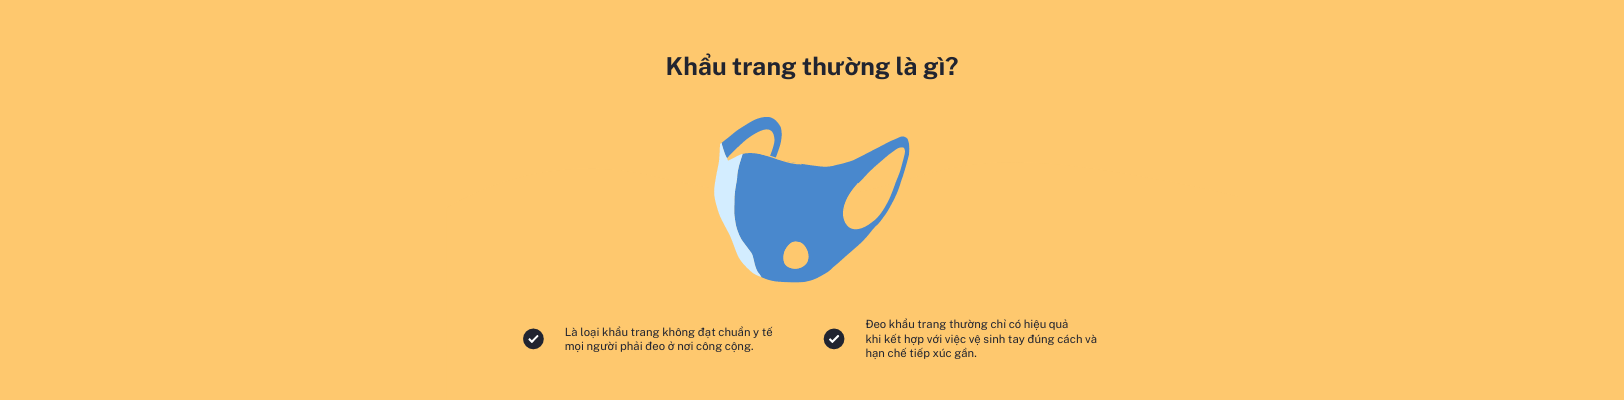 Khẩu trang thường là gì?
Là loại khẩu trang không đạt chuẩn y tế
mọi người phải đeo ở nơi công cộng.
Đeo khẩu trang thường chỉ có hiệu quả
khi kết hợp với việc vệ sinh tay đúng cách và
hạn chế tiếp xúc gần.